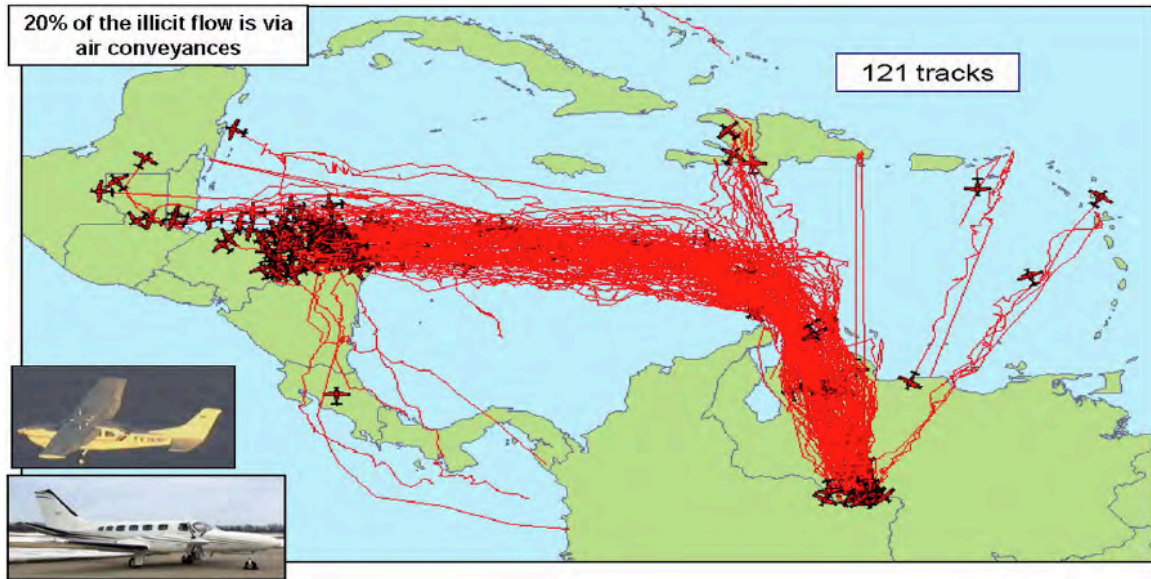 20% of the illicit flow is via
air conveyances
121 tracks